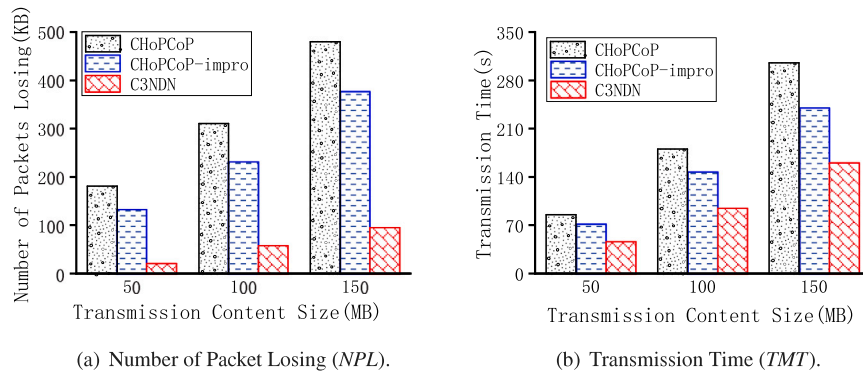 Number of Packets Losing(KB)
500
400
300
200
100
0
CHoPCoP
CHoPCoP-impro
C3NDN
50
100
150
Transmission Content Size(MB)
(a) Number of Packet Losing (NPL).
Transmission Time(s)
350
280
210
140
70
0
CHoPCoP
CHoPCoP-impro
C3NDN
50
100
150
Transmission Content Size(MB)
(b) Transmission Time (TMT).